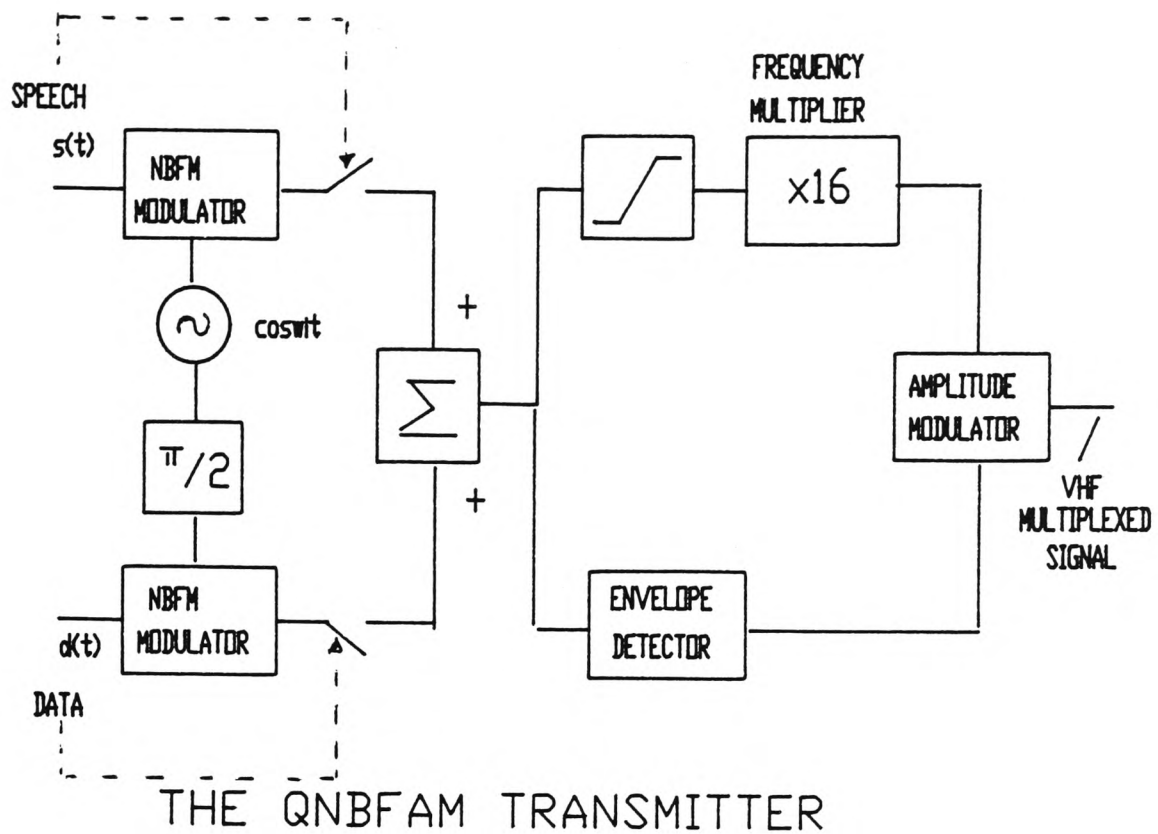 SPEECH
s(t)
NBFM
MODULATOR
coswit
π/2
NBFM
MODULATOR
d(t)
DATA
+
Σ
+
FREQUENCY
MULTIPLIER
x16
AMPLITUDE
MODULATOR
ENVELOPE
DETECTOR
VHF
MULTIPLEXED
SIGNAL
THE QNBFAM TRANSMITTER